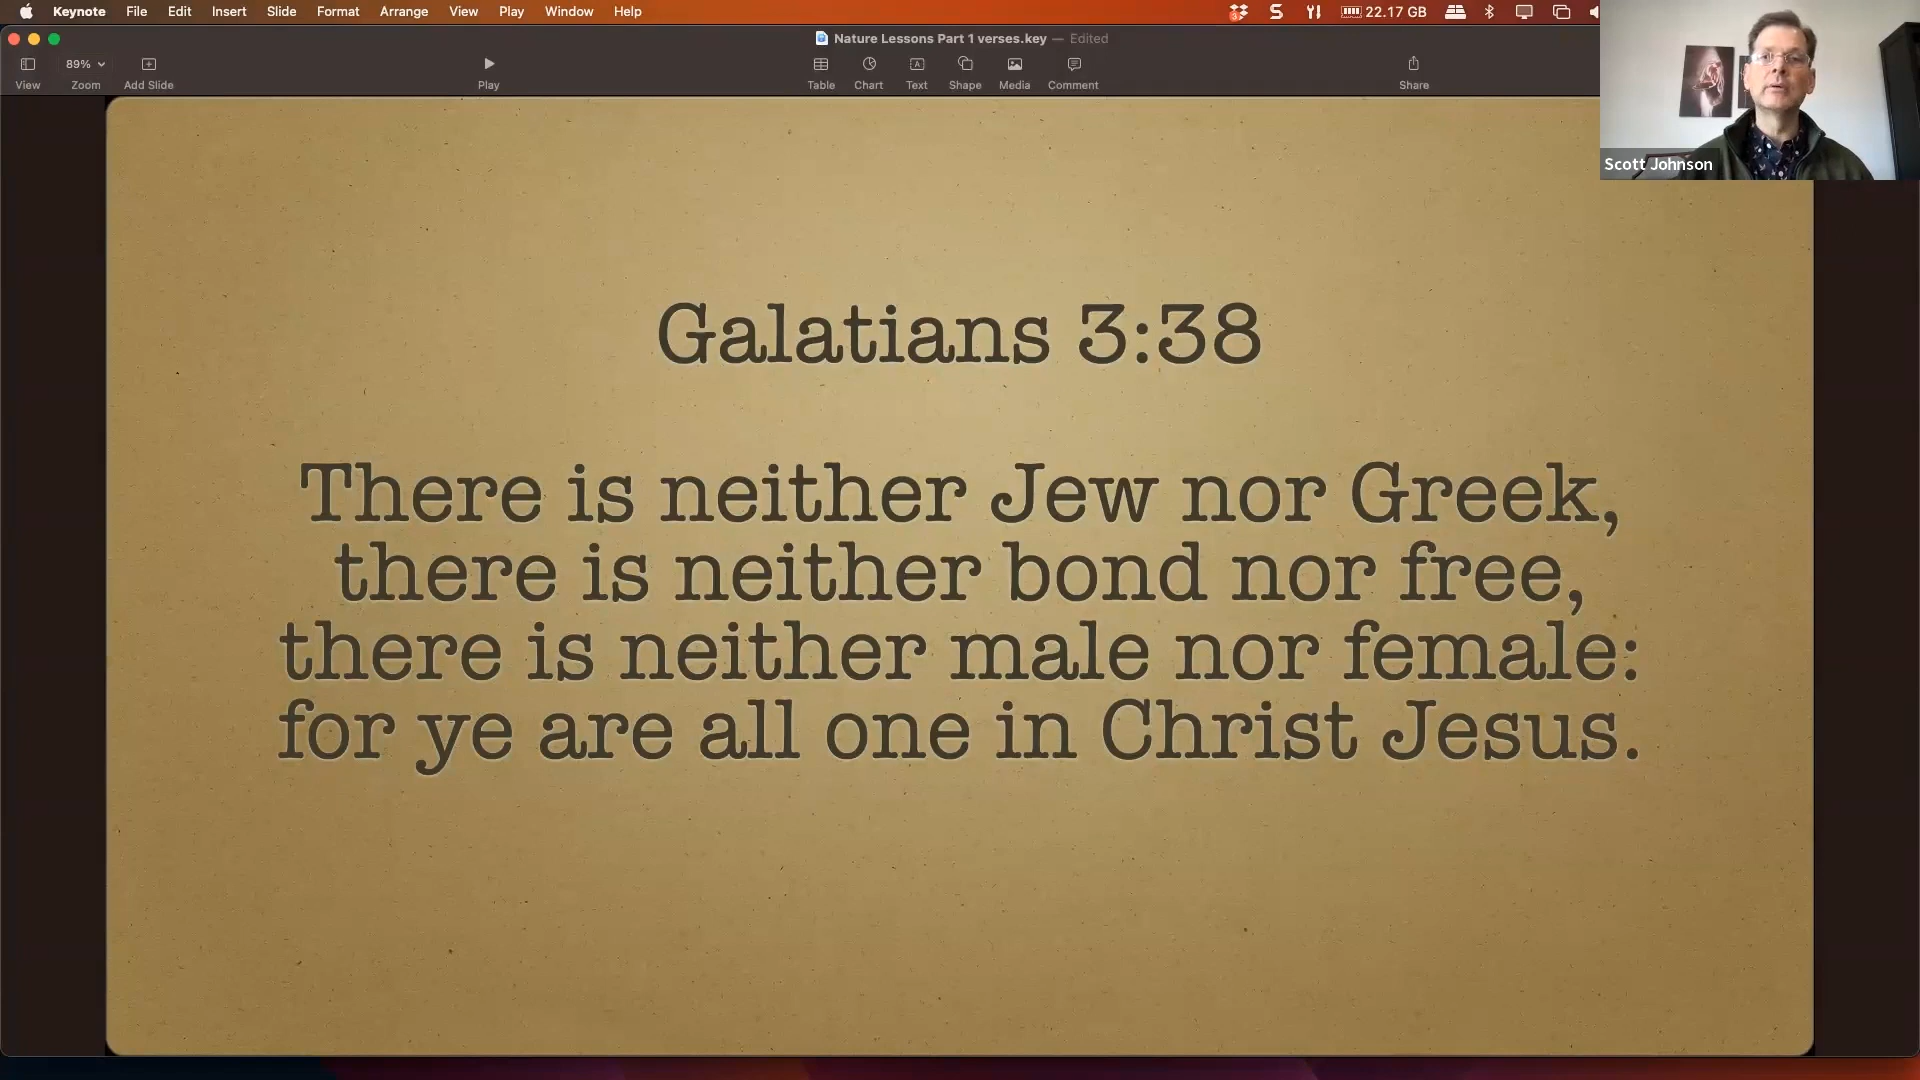 Keynote File Edit Insert Slide Format Arrange View Play Window Help 22.17 GB
Nature Lessons Part 1 verses.key — Edited
89%
View Zoom Add Slide Play Table Chart Text Shape Media Comment Share
Scott Johnson
Galatians 3:38
There is neither Jew nor Greek,
there is neither bond nor free,
there is neither male nor female:
for ye are all one in Christ Jesus.